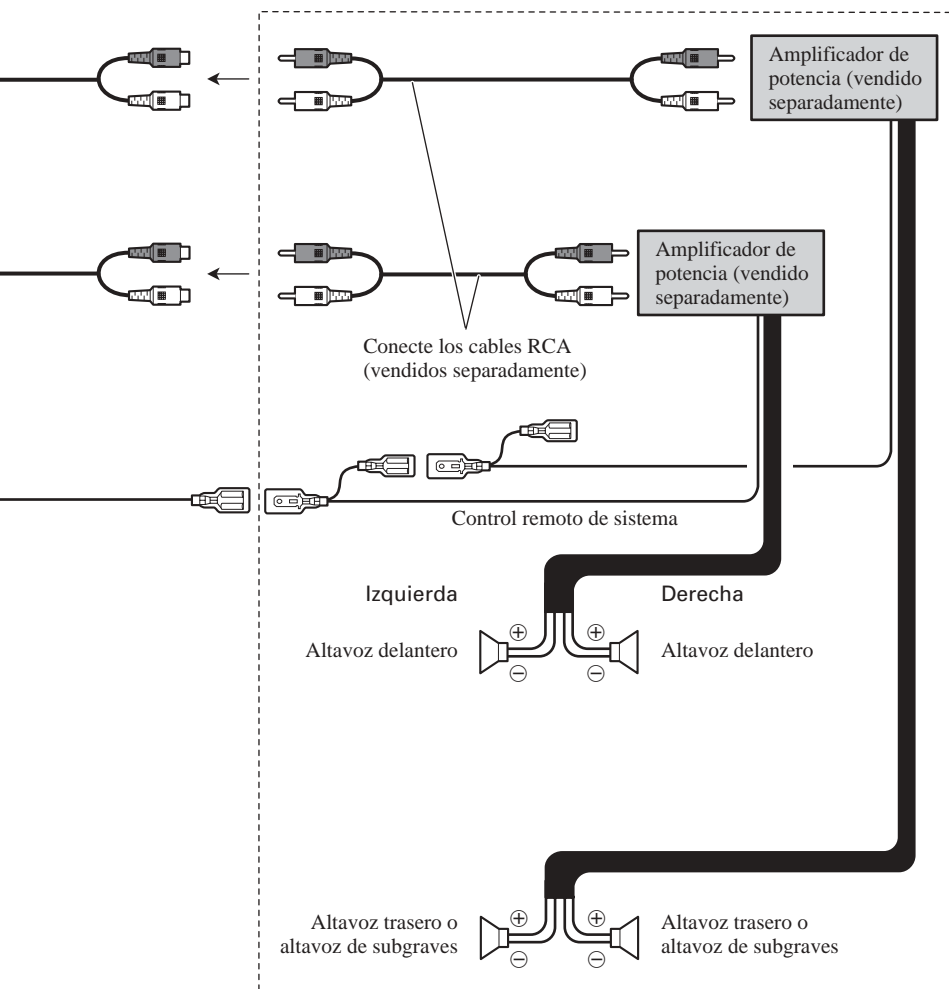 Amplificador de
potencia (vendido
separadamente)
Amplificador de
potencia (vendido
separadamente)
Conecte los cables RCA
(vendidos separadamente)
Control remoto de sistema
Izquierda
Derecha
Altavoz delantero
⊕
⊖
⊕
⊖
Altavoz delantero
Altavoz trasero o
altavoz de subgraves
⊕
⊖
⊕
⊖
Altavoz trasero o
altavoz de subgraves